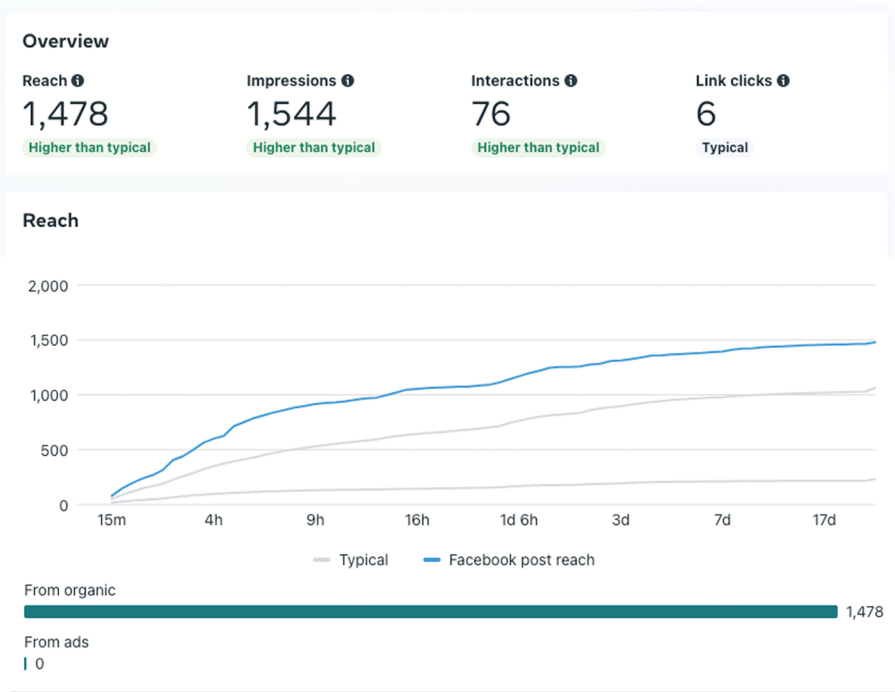 Overview
Reach Impressions Interactions Link clicks
1,478 1,544 76 6
Higher than typical Higher than typical Higher than typical Typical
Reach
2,000
1,500
1,000
500
0
15m 4h 9h 16h 1d 6h 3d 7d 17d
Typical Facebook post reach
From organic
1,478
From ads
0